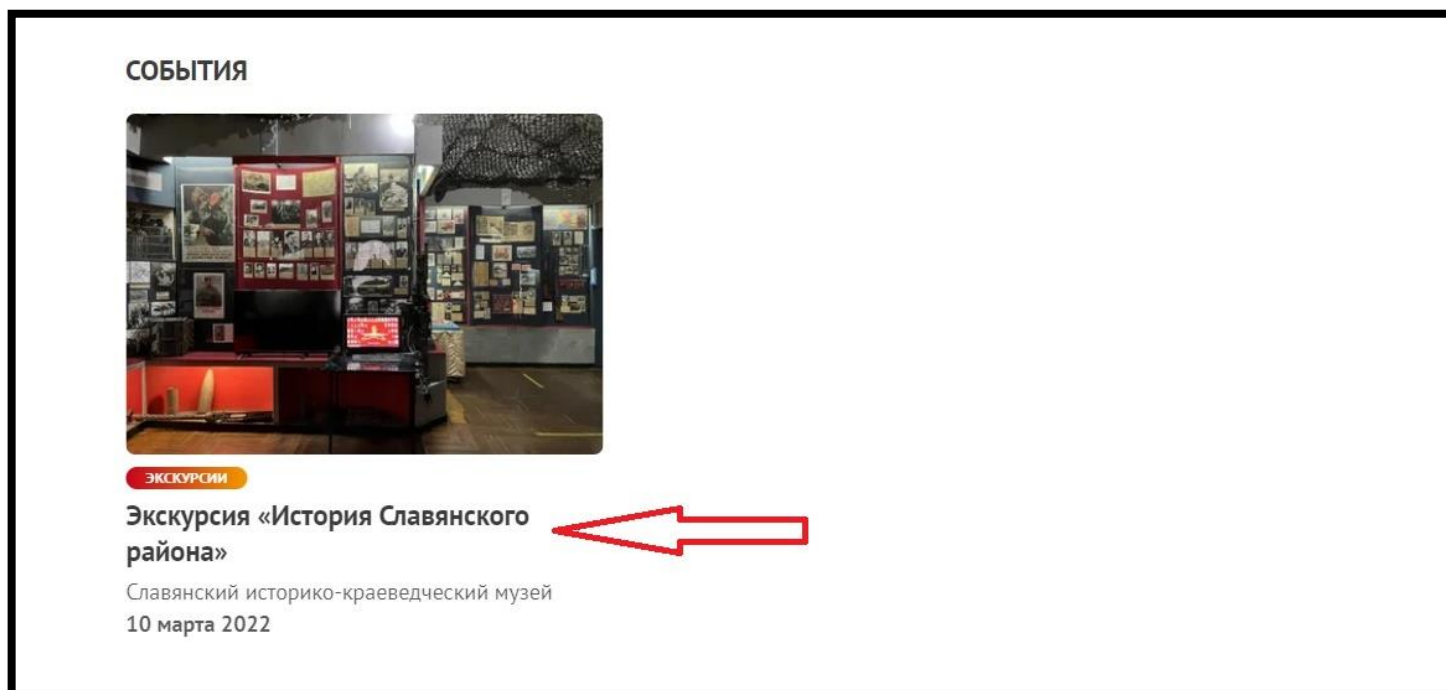 СОБЫТИЯ
ЭКСКУРСИИ
Экскурсия «История Славянского
района»
Славянский историко-краеведческий музей
10 марта 2022